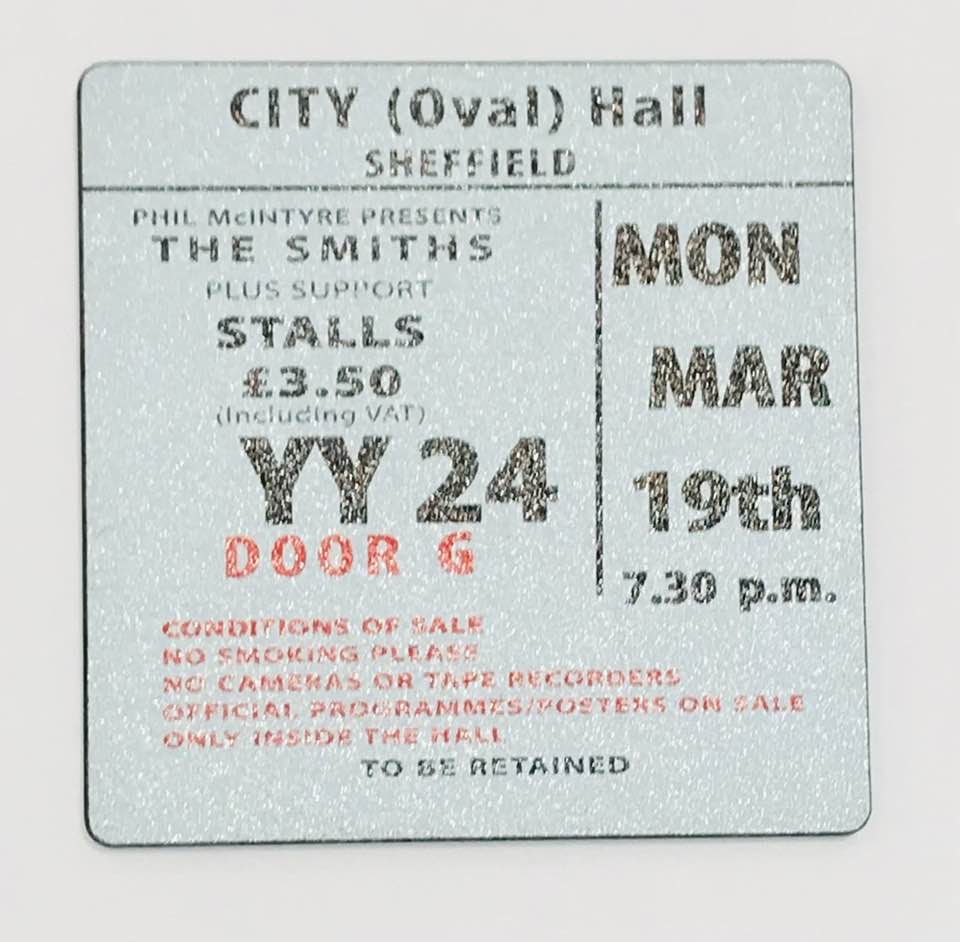 CITY (Oval) Hall
SHEFFIELD
PHIL McINTYRE PRESENTS
THE SMITHS
PLUS SUPPORT
STALLS
£3.50
(Including VAT)
YY 24
DOOR G
MON
MAR
19th
7.30 p.m.
CONDITIONS OF SALE
NO SMOKING PLEASE
NO CAMERAS OR TAPE RECORDERS
OFFICIAL PROGRAMMES/POSTERS ON SALE
ONLY INSIDE THE HALL
TO BE RETAINED